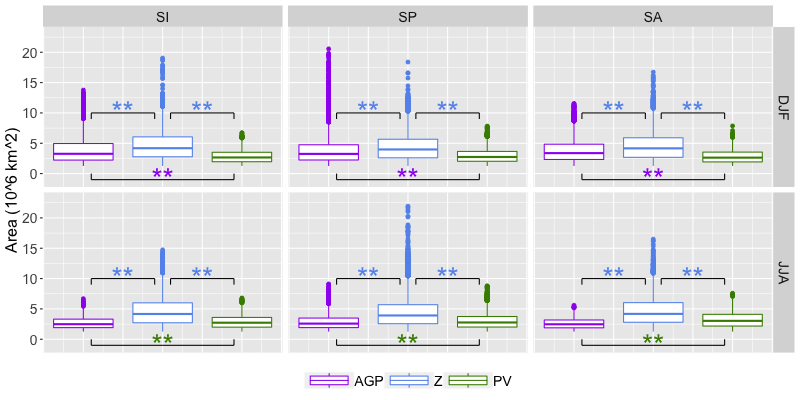 SI SP SA
Area (10^6 km^2)
20
15
10
5
0
** ** ** ** ** **
** ** **
DJF
20
15
10
5
0
** ** ** ** ** **
** ** **
JJA
AGP Z PV